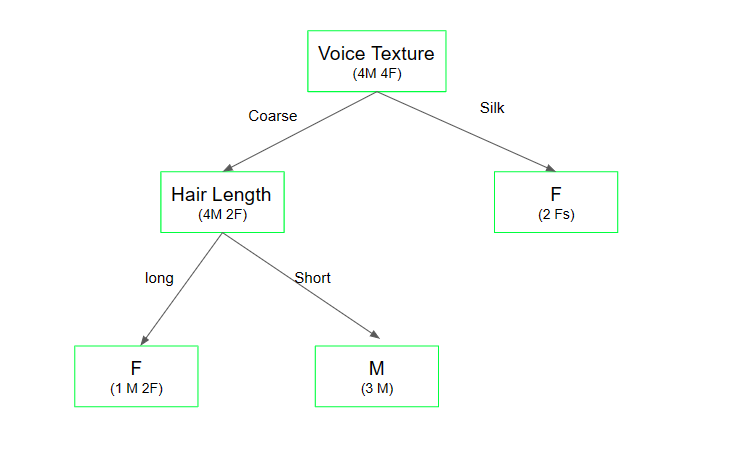 Voice Texture
(4M 4F)
Coarse
Silk
Hair Length
(4M 2F)
F
(2 Fs)
long
Short
F
(1 M 2F)
M
(3 M)